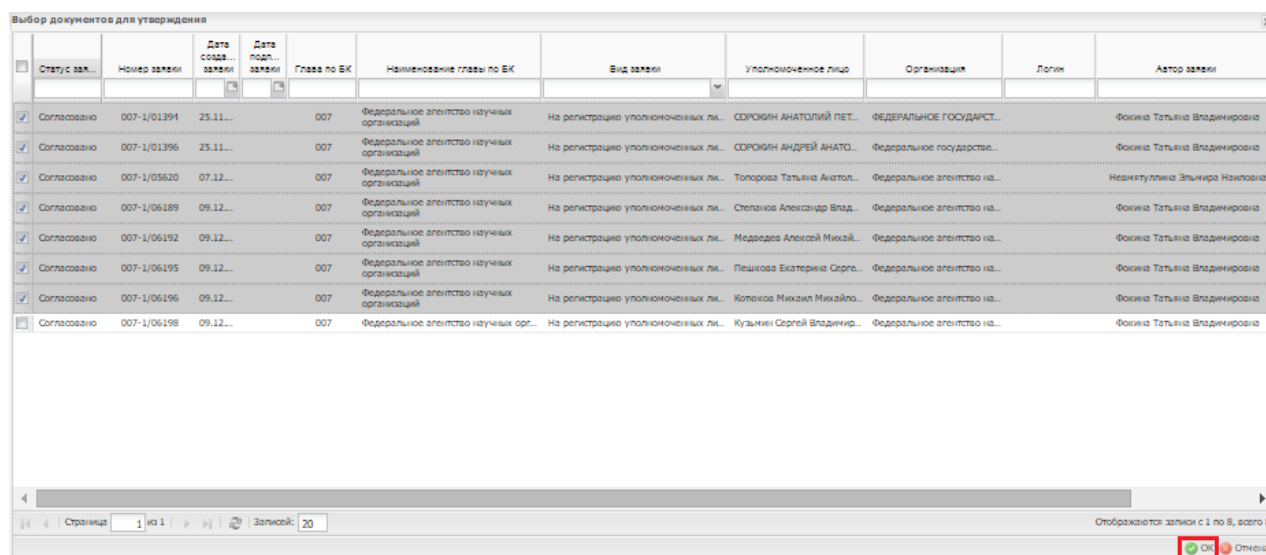 Выбор документов для утверждения
Статус зая... Номер заявки Дата созда... заявки Дата подп... заявки Глава по БК Наименование главы по БК Вид заявки Уполномоченное лицо Организация Логин Автор заявки
Согласовано 007-1/01394 25.11.... 007 Федеральное агентство научных организаций На регистрацию уполномоченных ли... СОРОКИН АНАТОЛИЙ ПЕТ... ФЕДЕРАЛЬНОЕ ГОСУДАРСТ... Фокина Татьяна Владимировна
Согласовано 007-1/01396 25.11.... 007 Федеральное агентство научных организаций На регистрацию уполномоченных ли... СОРОКИН АНДРЕЙ АНАТО... Федеральное государстве... Фокина Татьяна Владимировна
Согласовано 007-1/05620 07.12.... 007 Федеральное агентство научных организаций На регистрацию уполномоченных ли... Топорова Татьяна Анатол... Федеральное агентство на... Неаматуллина Эльмира Наиловна
Согласовано 007-1/06189 09.12.... 007 Федеральное агентство научных организаций На регистрацию уполномоченных ли... Степанов Александр Влад... Федеральное агентство на... Фокина Татьяна Владимировна
Согласовано 007-1/06192 09.12.... 007 Федеральное агентство научных организаций На регистрацию уполномоченных ли... Медведев Алексей Михай... Федеральное агентство на... Фокина Татьяна Владимировна
Согласовано 007-1/06195 09.12.... 007 Федеральное агентство научных организаций На регистрацию уполномоченных ли... Пешкова Екатерина Серге... Федеральное агентство на... Фокина Татьяна Владимировна
Согласовано 007-1/06196 09.12.... 007 Федеральное агентство научных организаций На регистрацию уполномоченных ли... Котюков Михаил Михайло... Федеральное агентство на... Фокина Татьяна Владимировна
Согласовано 007-1/06198 09.12.... 007 Федеральное агентство научных орг... На регистрацию уполномоченных ли... Кузьмин Сергей Владимир... Федеральное агентство на... Фокина Татьяна Владимировна
Страница 1 из 1 Записей: 20 Отображаются записи с 1 по 8, всего
ОК Отмена